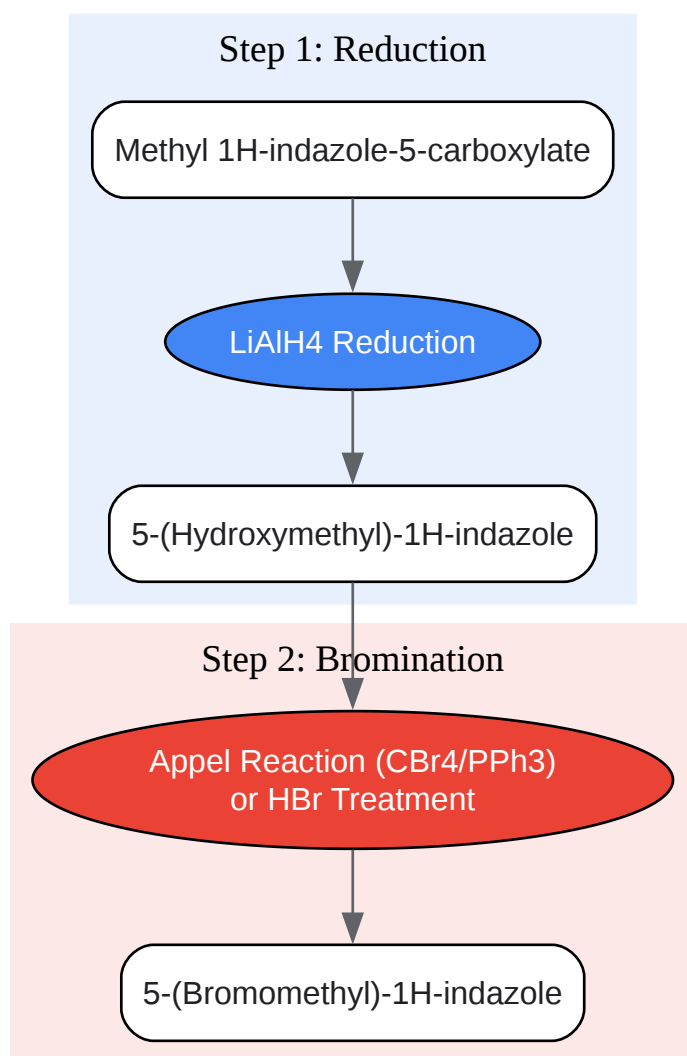 Step 1: Reduction
Methyl 1H-indazole-5-carboxylate
LiAlH4 Reduction
5-(Hydroxymethyl)-1H-indazole
Step 2: Bromination
Appel Reaction (CBr4/PPh3)
or HBr Treatment
5-(Bromomethyl)-1H-indazole